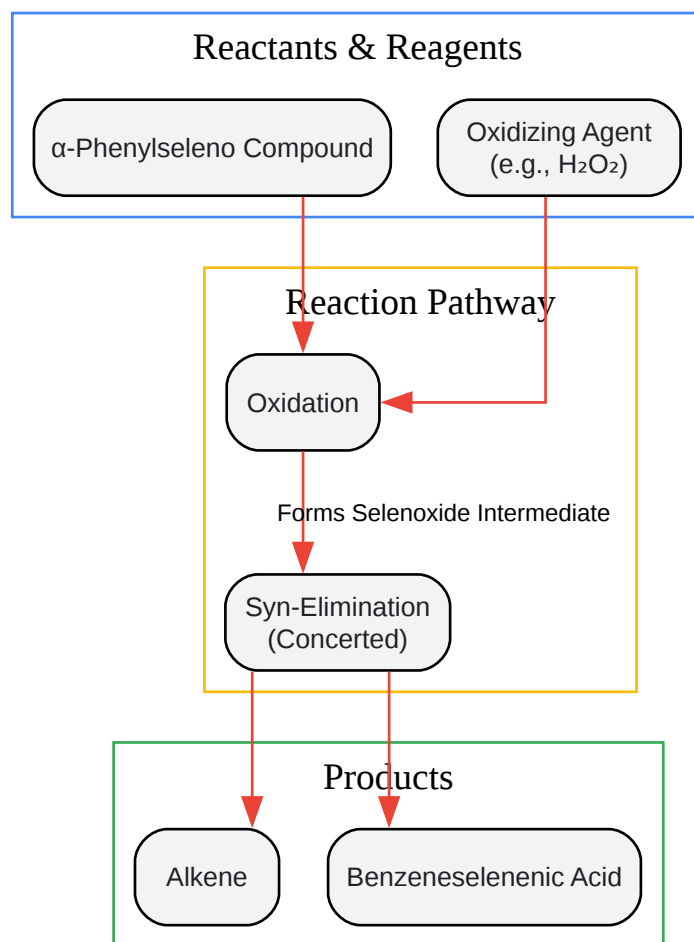 Reactants & Reagents
α-Phenylseleno Compound
Oxidizing Agent
(e.g., H₂O₂)
Reaction Pathway
Oxidation
Forms Selenoxide Intermediate
Syn-Elimination
(Concerted)
Products
Alkene
Benzeneselenenic Acid